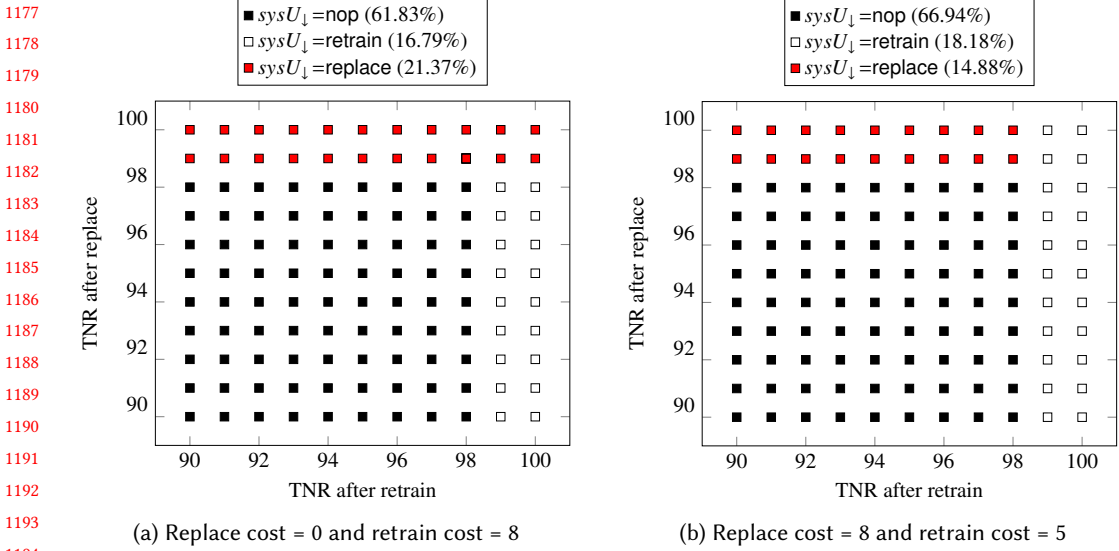 1177
1178
1179
1180
1181
1182
1183
1184
1185
1186
1187
1188
1189
1190
1191
1192
1193
sysU↓=nop (61.83%)
sysU↓=retrain (16.79%)
sysU↓=replace (21.37%)
100
98
96
94
92
90
TNR after replace
90 92 94 96 98 100
TNR after retrain
(a) Replace cost = 0 and retrain cost = 8
sysU↓=nop (66.94%)
sysU↓=retrain (18.18%)
sysU↓=replace (14.88%)
100
98
96
94
92
90
TNR after replace
90 92 94 96 98 100
TNR after retrain
(b) Replace cost = 8 and retrain cost = 5